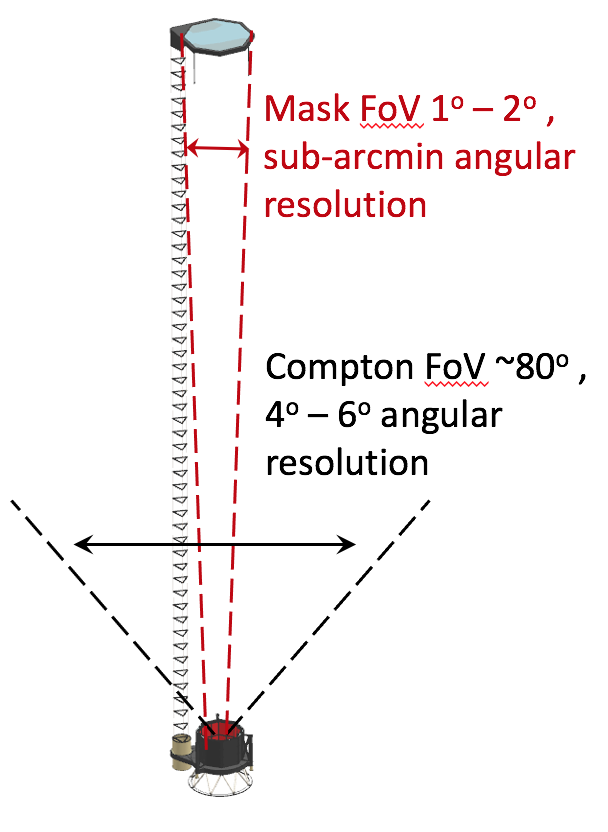 Mask FoV 1º – 2º ,
sub-arcmin angular
resolution
Compton FoV ~80º ,
4º – 6º angular
resolution